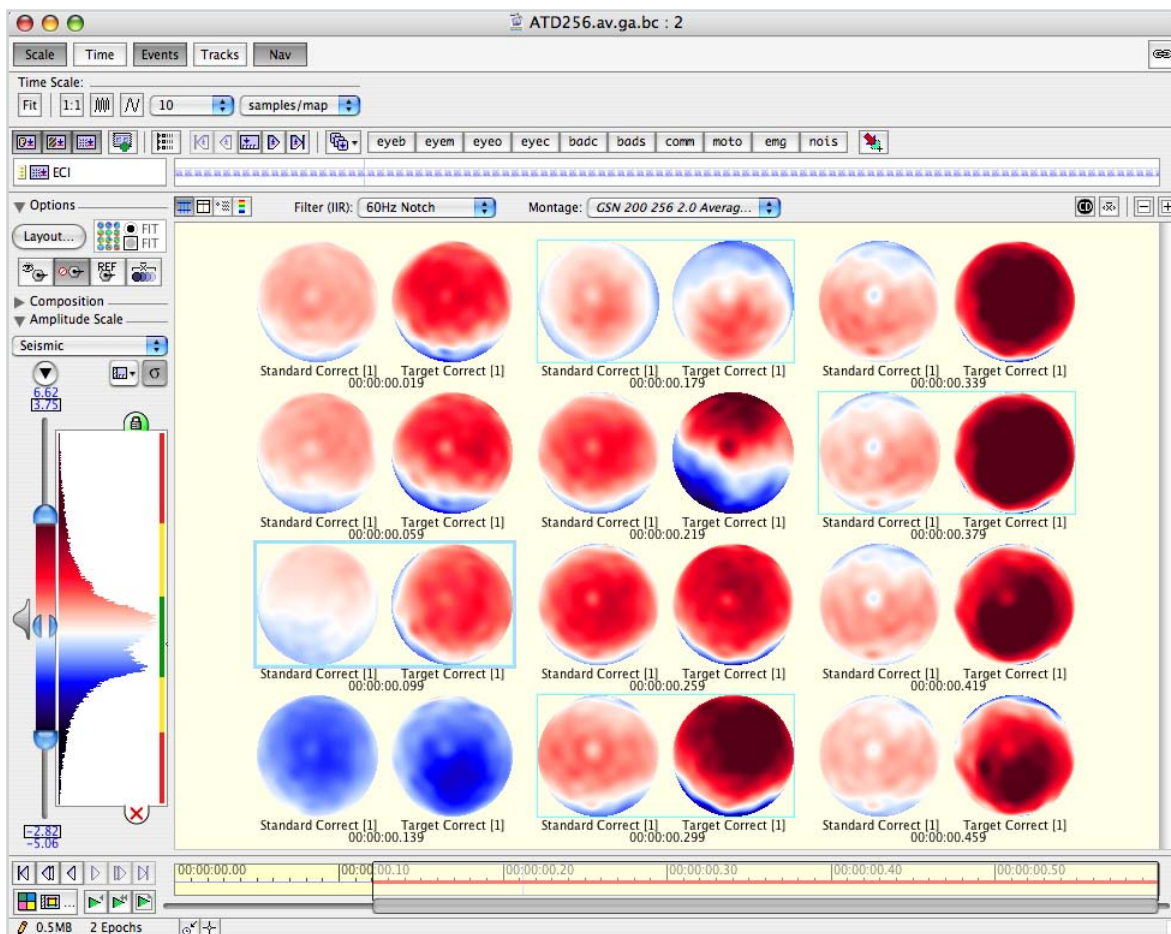 ATD256.av.ga.bc : 2
Scale Time Events Tracks Nav
Time Scale:
Fit 1:1 10 samples/map
eyeb eyem eyeo eyec badc bads comm moto emg nois
ECI
Options Filter (IIR): 60Hz Notch Montage: GSN 200 256 2.0 Averag...
Layout... FIT
FIT
REF
Composition
Amplitude Scale
Seismic
6.62
3.75
Standard Correct [1] Target Correct [1] Standard Correct [1] Target Correct [1] Standard Correct [1] Target Correct [1]
00:00:00.019 00:00:00.179 00:00:00.339
Standard Correct [1] Target Correct [1] Standard Correct [1] Target Correct [1] Standard Correct [1] Target Correct [1]
00:00:00.059 00:00:00.219 00:00:00.379
Standard Correct [1] Target Correct [1] Standard Correct [1] Target Correct [1] Standard Correct [1] Target Correct [1]
00:00:00.099 00:00:00.259 00:00:00.419
Standard Correct [1] Target Correct [1] Standard Correct [1] Target Correct [1] Standard Correct [1] Target Correct [1]
00:00:00.139 00:00:00.299 00:00:00.459
-2.82
-5.06
00:00:00.00 00:00:00.10 00:00:00.20 00:00:00.30 00:00:00.40 00:00:00.50
0.5MB 2 Epochs